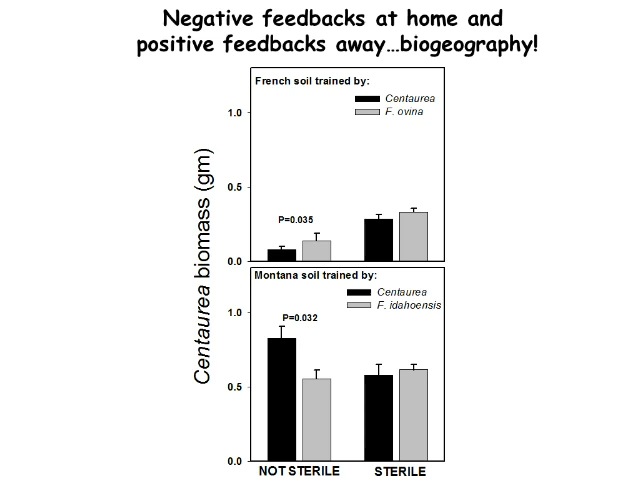 Negative feedbacks at home and
positive feedbacks away...biogeography!
French soil trained by:
Centaurea
F. ovina
1.0
0.5
P=0.035
0.0
Montana soil trained by:
Centaurea
F. idahoensis
1.0
P=0.032
0.5
0.0
Centaurea biomass (gm)
NOT STERILE
STERILE